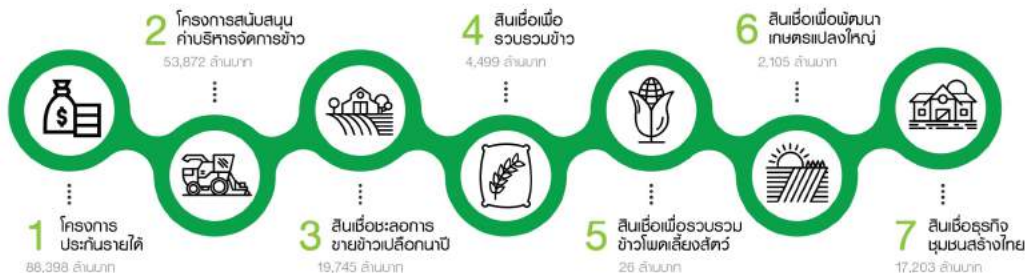 1 โครงการ
ประกันรายได้
88,398 ล้านบาท
2 โครงการสนับสนุน
ค่าบริหารจัดการข้าว
53,872 ล้านบาท
3 สินเชื่อชะลอการ
ขายข้าวเปลือกนาปี
19,745 ล้านบาท
4 สินเชื่อเพื่อ
รวบรวมข้าว
4,499 ล้านบาท
5 สินเชื่อเพื่อรวบรวม
ข้าวโพดเลี้ยงสัตว์
26 ล้านบาท
6 สินเชื่อเพื่อพัฒนา
เกษตรแปลงใหญ่
2,105 ล้านบาท
7 สินเชื่อธุรกิจ
ชุมชนสร้างไทย
17,203 ล้านบาท
$